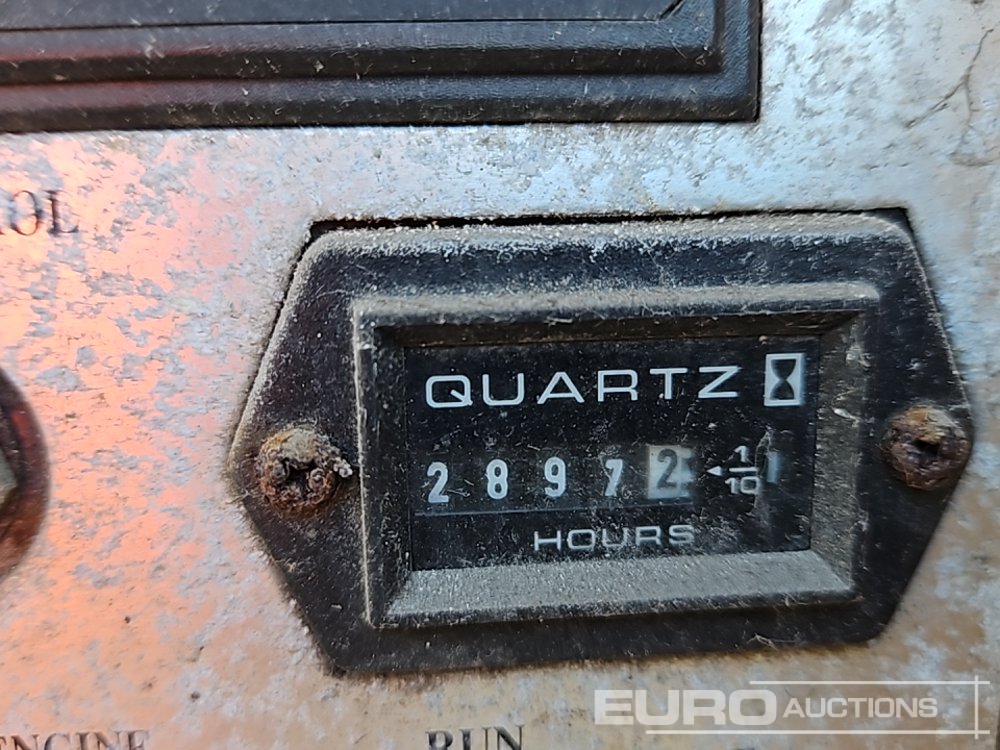 OL
QUARTZ
28972 1/10
HOURS
ENGINE
RUN
EURO AUCTIONS